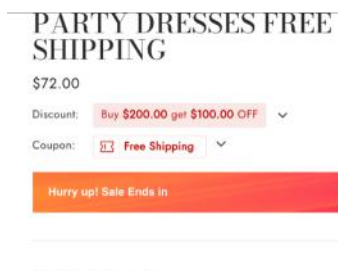 PARTY DRESSES FREE
SHIPPING
$72.00
Discount: Buy $200.00 get $100.00 OFF
Coupon: Free Shipping
Hurry up! Sale Ends in